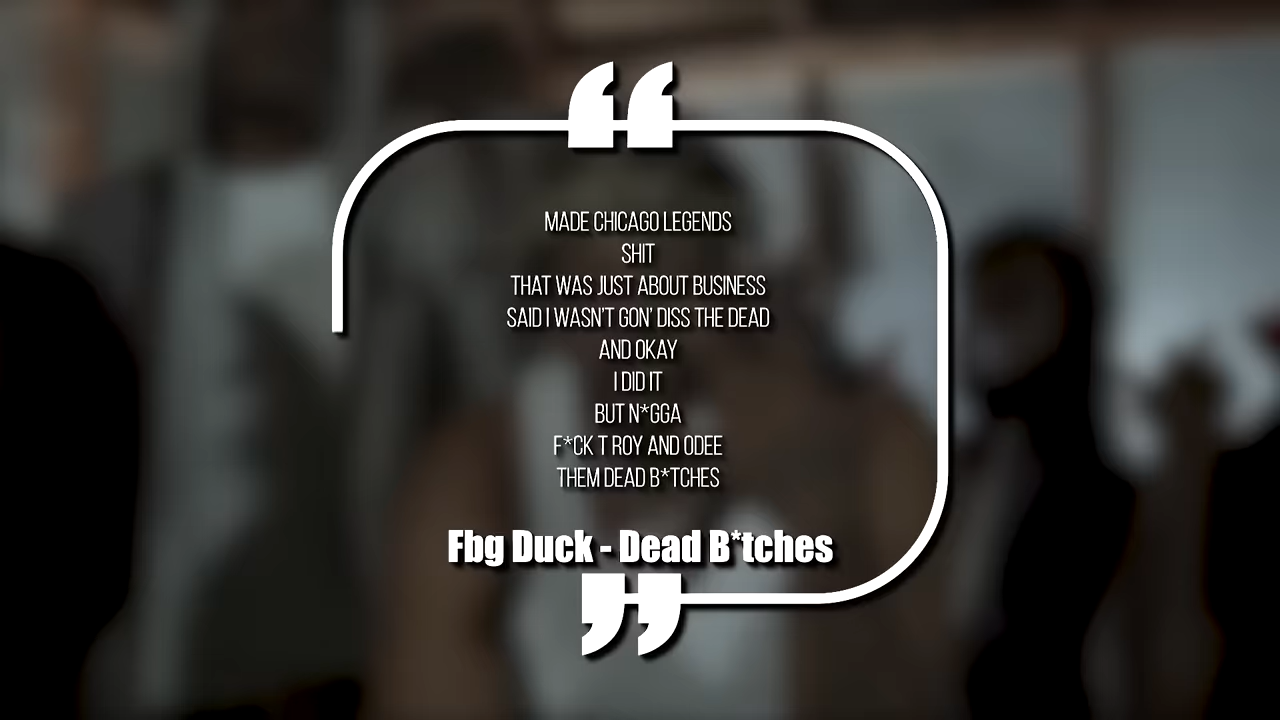 MADE CHICAGO LEGENDS
SHIT
THAT WAS JUST ABOUT BUSINESS
SAID I WASN'T GON' DISS THE DEAD
AND OKAY
I DID IT
BUT N*GGA
F*CK T ROY AND ODEE
THEM DEAD B*TCHES
Fbg Duck - Dead B*tches